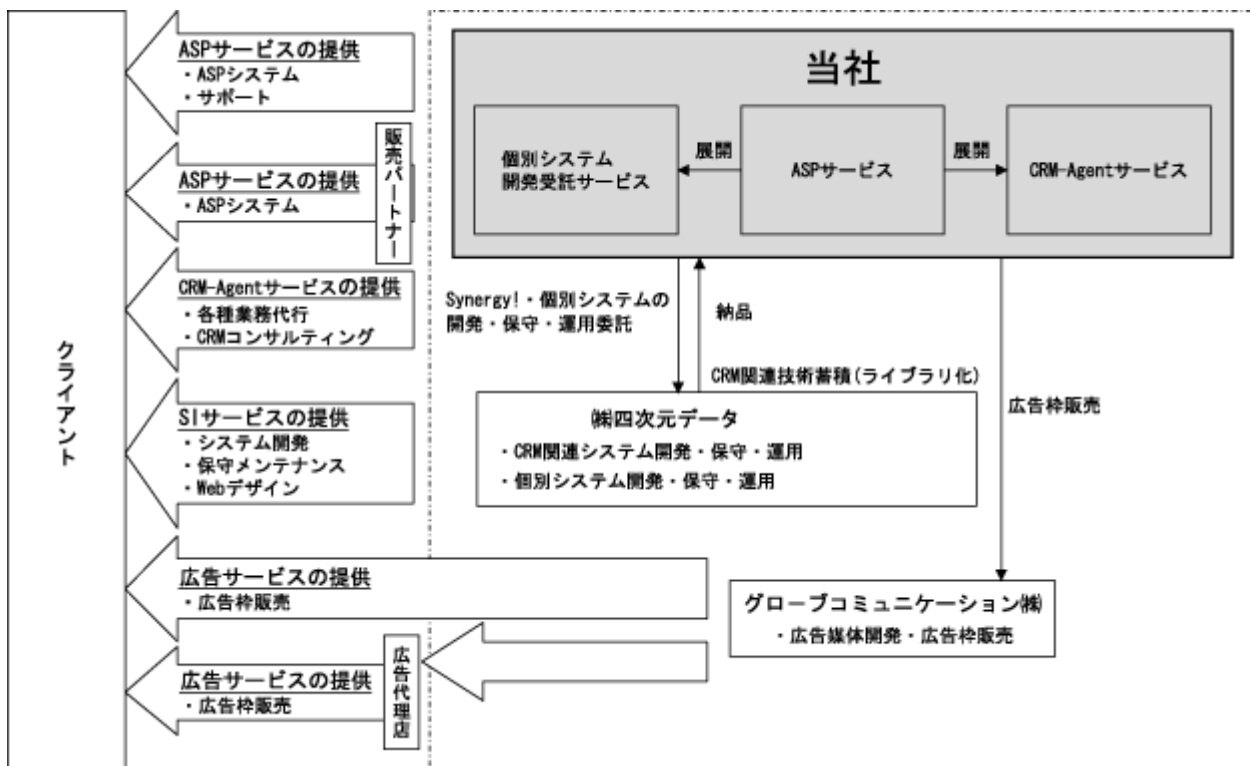 クライアント
ASPサービスの提供
・ASPシステム
・サポート
販売パートナー
ASPサービスの提供
・ASPシステム
CRM-Agentサービスの提供
・各種業務代行
・CRMコンサルティング
SIサービスの提供
・システム開発
・保守メンテナンス
・Webデザイン
広告サービスの提供
・広告枠販売
広告代理店
広告サービスの提供
・広告枠販売
当社
個別システム
開発受託サービス
展開
ASPサービス
展開
CRM-Agentサービス
Synergy!・個別システムの
開発・保守・運用委託
納品
CRM関連技術蓄積(ライブラリ化)
広告枠販売
㈱四次元データ
・CRM関連システム開発・保守・運用
・個別システム開発・保守・運用
グローブコミュニケーション㈱
・広告媒体開発・広告枠販売